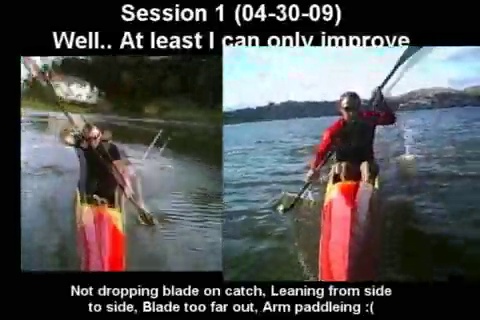 Session 1 (04-30-09)
Well.. At least I can only improve
Not dropping blade on catch, Leaning from side
to side, Blade too far out, Arm paddleing :(